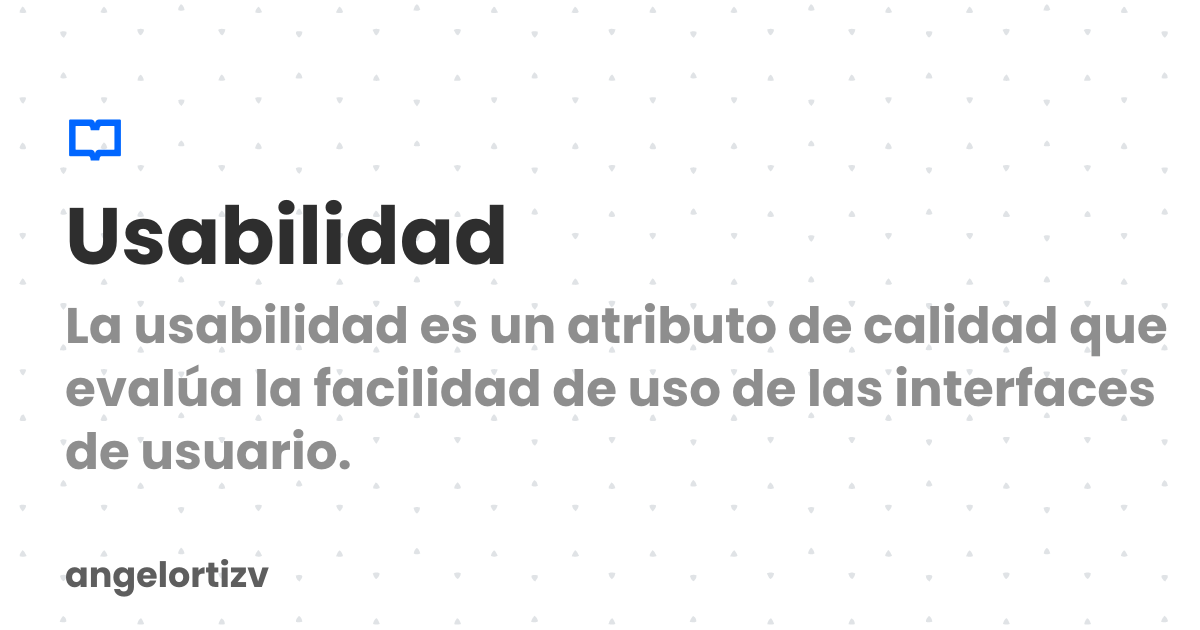 Usabilidad
La usabilidad es un atributo de calidad que
evalúa la facilidad de uso de las interfaces
de usuario.
angelortizv